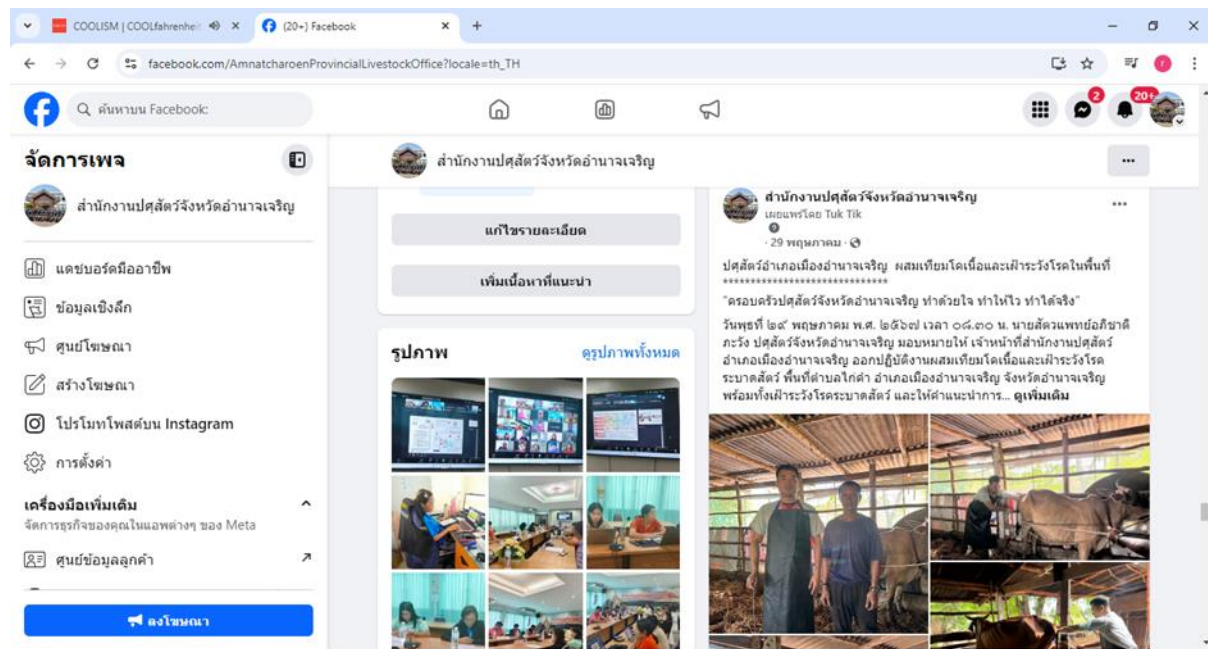 COOLISM | COOLfahrenhei
(20+) Facebook
facebook.com/AmnatcharoenProvincialLivestockOffice?locale=th_TH
r
ค้นหาบน Facebook:
2
20+
จัดการเพจ
สำนักงานปศุสัตว์จังหวัดอำนาจเจริญ
แดชบอร์ดมืออาชีพ
ข้อมูลเชิงลึก
ศูนย์โฆษณา
สร้างโฆษณา
โปรโมทโพสต์บน Instagram
การตั้งค่า
เครื่องมือเพิ่มเติม
จัดการธุรกิจของคุณในแอพต่างๆ ของ Meta
ศูนย์ข้อมูลลูกค้า
ลงโฆษณา
สำนักงานปศุสัตว์จังหวัดอำนาจเจริญ
แก้ไขรายละเอียด
เพิ่มเนื้อหาที่แนะนำ
รูปภาพ
ดูรูปภาพทั้งหมด
สำนักงานปศุสัตว์จังหวัดอำนาจเจริญ
เผยแพร่โดย Tuk Tik
· 29 พฤษภาคม ·
ปศุสัตว์อำเภอเมืองอำนาจเจริญ ผสมเทียมโคเนื้อและเฝ้าระวังโรคในพื้นที่
******************************
"ครอบครัวปศุสัตว์จังหวัดอำนาจเจริญ ทำด้วยใจ ทำให้ไว ทำได้จริง"
วันพุธที่ ๒๙ พฤษภาคม พ.ศ. ๒๕๖๗ เวลา ๐๘.๓๐ น. นายสัตวแพทย์อภิชาติ
ภะวัง ปศุสัตว์จังหวัดอำนาจเจริญ มอบหมายให้ เจ้าหน้าที่สำนักงานปศุสัตว์
อำเภอเมืองอำนาจเจริญ ออกปฏิบัติงานผสมเทียมโคเนื้อและเฝ้าระวังโรค
ระบาดสัตว์ พื้นที่ตำบลไก่คำ อำเภอเมืองอำนาจเจริญ จังหวัดอำนาจเจริญ
พร้อมทั้งเฝ้าระวังโรคระบาดสัตว์ และให้คำแนะนำการ... ดูเพิ่มเติม